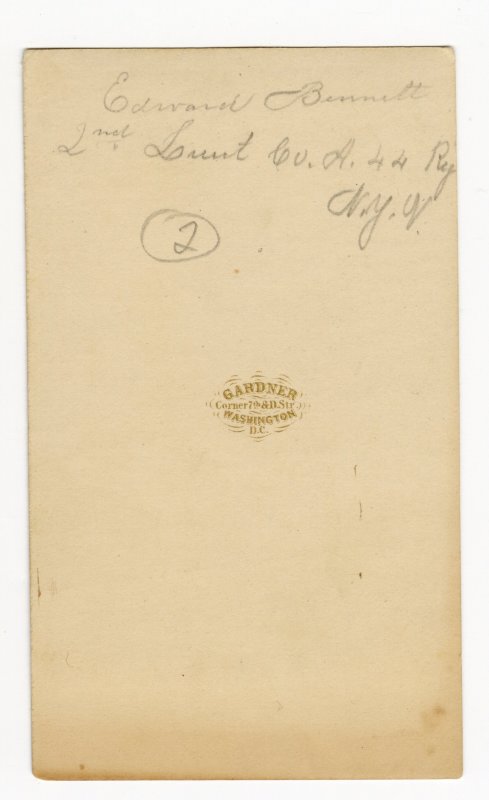 Edward Bennett
2nd. Lieut Co. A. 44 Rg
N.Y.V
2
GARDNER
Corner 7th & D. Str.
WASHINGTON
D.C.